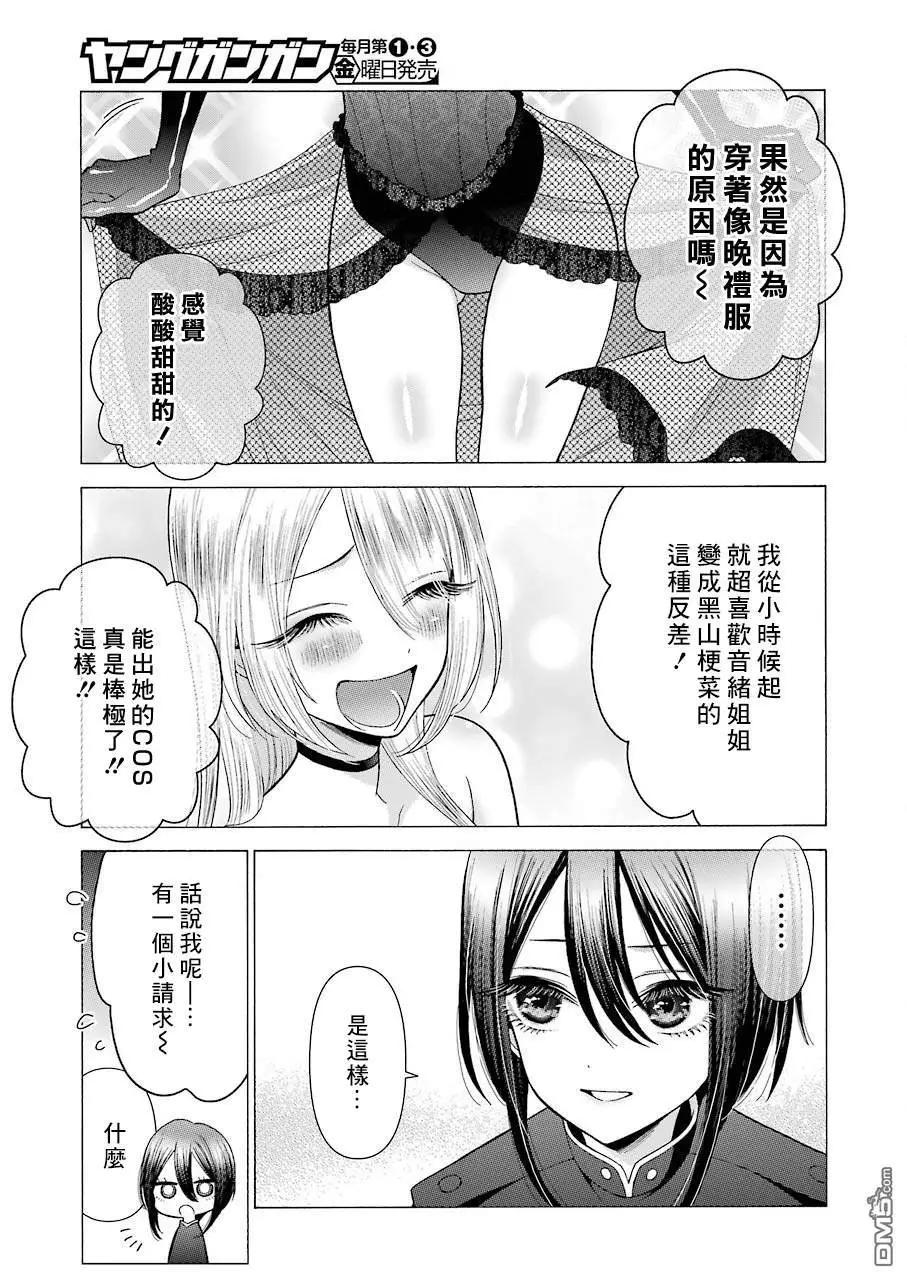 ヤングガンガン
毎月第1・3
金曜日発売
果然是因為
穿著像晚禮服
的原因嗎~
感覺
酸酸甜甜的!
我從小時候起
就超喜歡音緒姐姐
變成黑山梗菜的
這種反差!
能出她的COS
真是棒極了!!
這樣!!
……
是這樣…
話說我呢——……
有一個小請求~
什麼
DM5.com